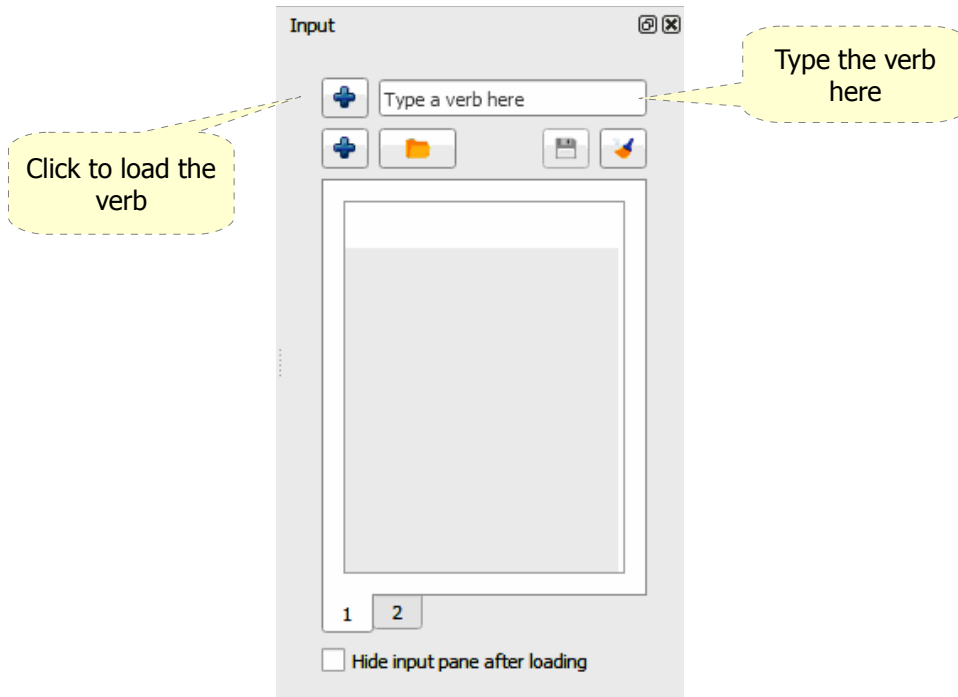 Input
Type the verb
here
Type a verb here
Click to load the
verb
1
2
Hide input pane after loading